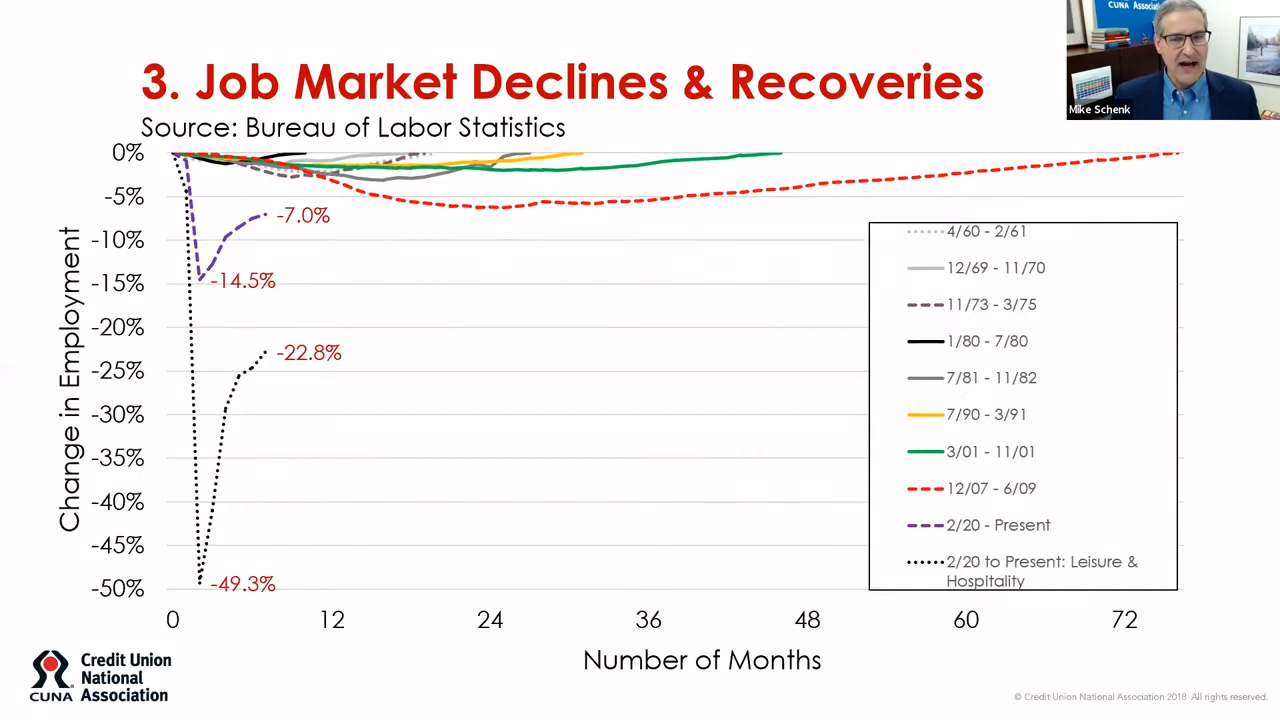 CUNA Associatio
Mike Schenk
3. Job Market Declines & Recoveries
Source: Bureau of Labor Statistics
Change in Employment
0%
-5%
-10%
-15%
-20%
-25%
-30%
-35%
-40%
-45%
-50%
-7.0%
-14.5%
-22.8%
-49.3%
4/60 - 2/61
12/69 - 11/70
11/73 - 3/75
1/80 - 7/80
7/81 - 11/82
7/90 - 3/91
3/01 - 11/01
12/07 - 6/09
2/20 - Present
2/20 to Present: Leisure &
Hospitality
0 12 24 36 48 60 72
Number of Months
CUNA
Credit Union
National
Association
© Credit Union National Association 2018 All rights reserved.